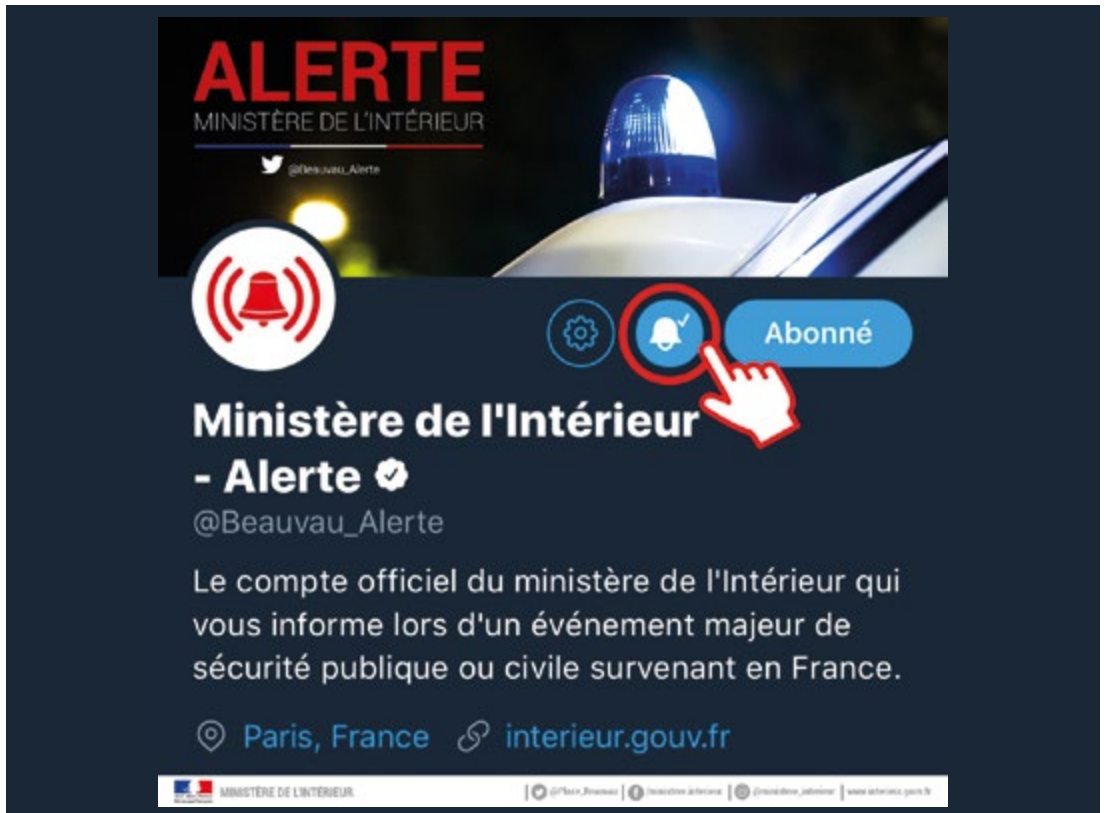 ALERTE
MINISTÈRE DE L'INTÉRIEUR
@Beauvau_Alerte
Abonné
Ministère de l'Intérieur
- Alerte
@Beauvau_Alerte
Le compte officiel du ministère de l'Intérieur qui
vous informe lors d'un événement majeur de
sécurité publique ou civile survenant en France.
Paris, France interieur.gouv.fr
MINISTÈRE DE L'INTÉRIEUR @Place_Beauvau